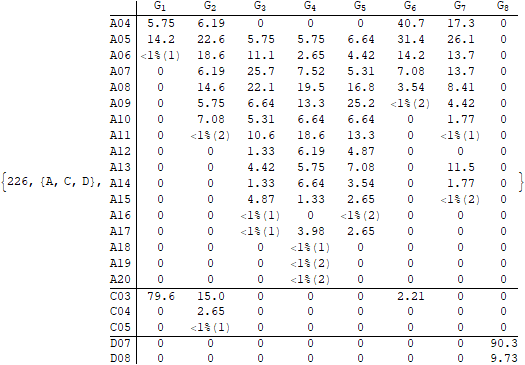 G1 G2 G3 G4 G5 G6 G7 G8
A04 5.75 6.19 0 0 0 40.7 17.3 0
A05 14.2 22.6 5.75 5.75 6.64 31.4 26.1 0
A06 <1%(1) 18.6 11.1 2.65 4.42 14.2 13.7 0
A07 0 6.19 25.7 7.52 5.31 7.08 13.7 0
A08 0 14.6 22.1 19.5 16.8 3.54 8.41 0
A09 0 5.75 6.64 13.3 25.2 <1%(2) 4.42 0
A10 0 7.08 5.31 6.64 6.64 0 1.77 0
A11 0 <1%(2) 10.6 18.6 13.3 0 <1%(1) 0
A12 0 0 1.33 6.19 4.87 0 0 0
A13 0 0 4.42 5.75 7.08 0 11.5 0
{226, {A, C, D}, A14 0 0 1.33 6.64 3.54 0 1.77 0 }
A15 0 0 4.87 1.33 2.65 0 <1%(2) 0
A16 0 0 <1%(1) 0 <1%(2) 0 0 0
A17 0 0 <1%(1) 3.98 2.65 0 0 0
A18 0 0 0 <1%(1) 0 0 0 0
A19 0 0 0 <1%(2) 0 0 0 0
A20 0 0 0 <1%(2) 0 0 0 0
C03 79.6 15.0 0 0 0 2.21 0 0
C04 0 2.65 0 0 0 0 0 0
C05 0 <1%(1) 0 0 0 0 0 0
D07 0 0 0 0 0 0 0 90.3
D08 0 0 0 0 0 0 0 9.73